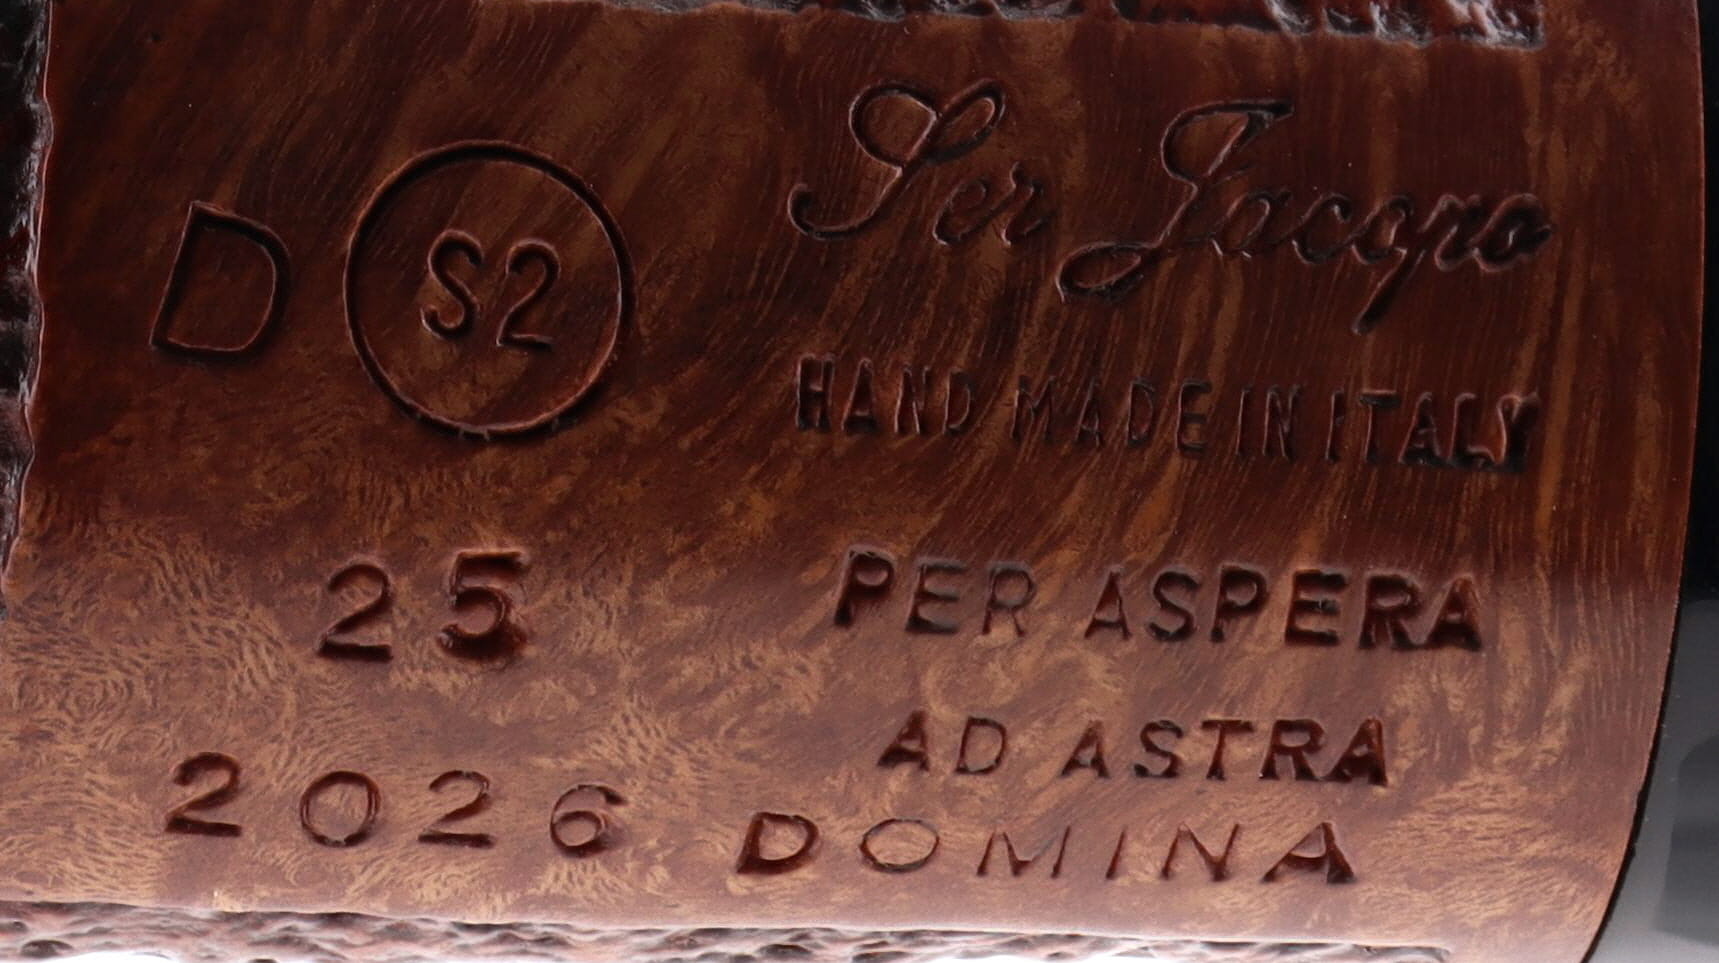 D S2
Ser Jacopo
HAND MADE IN ITALY
25
PER ASPERA
AD ASTRA
2026 DOMINA